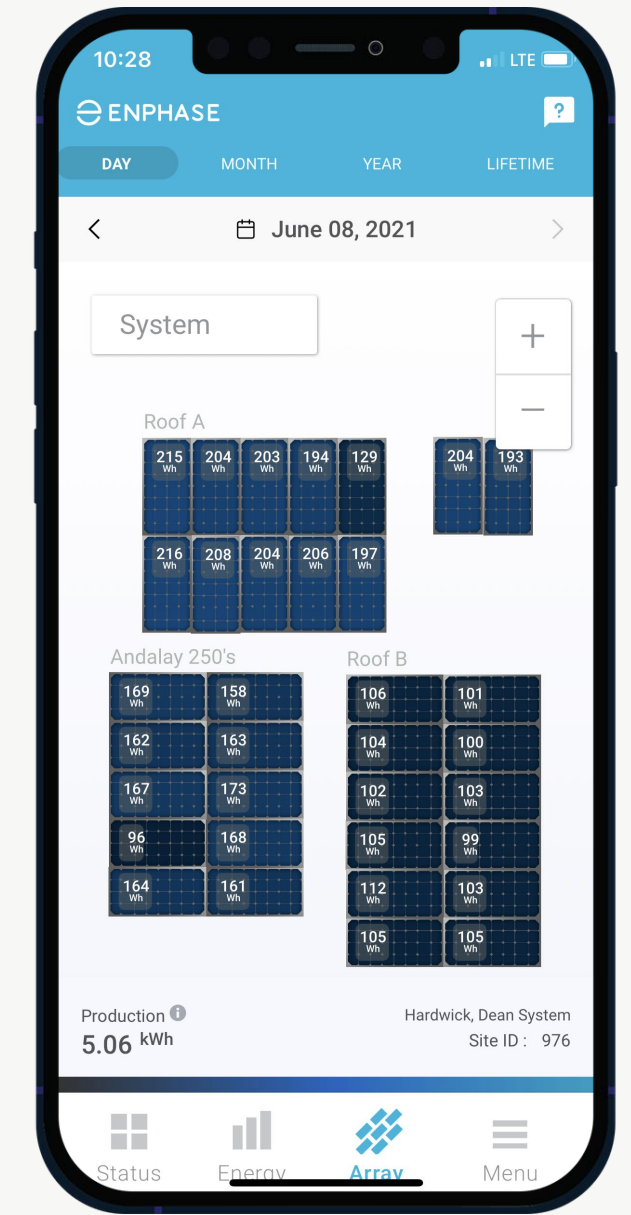 10:28
LTE
ENPHASE
?
DAY MONTH YEAR LIFETIME
June 08, 2021
System
+
−
Roof A
215 Wh 204 Wh 203 Wh 194 Wh 129 Wh 204 Wh 193 Wh
216 Wh 208 Wh 204 Wh 206 Wh 197 Wh
Andalay 250's
169 Wh 158 Wh
162 Wh 163 Wh
167 Wh 173 Wh
96 Wh 168 Wh
164 Wh 161 Wh
Roof B
106 Wh 101 Wh
104 Wh 100 Wh
102 Wh 103 Wh
105 Wh 99 Wh
112 Wh 103 Wh
105 Wh 105 Wh
Production i
5.06 kWh
Hardwick, Dean System
Site ID : 976
Status Energy Array Menu